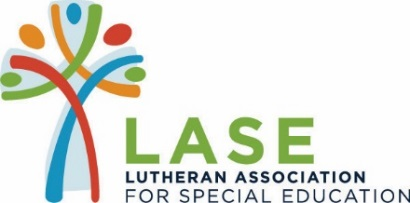 LASE
LUTHERAN ASSOCIATION
FOR SPECIAL EDUCATION